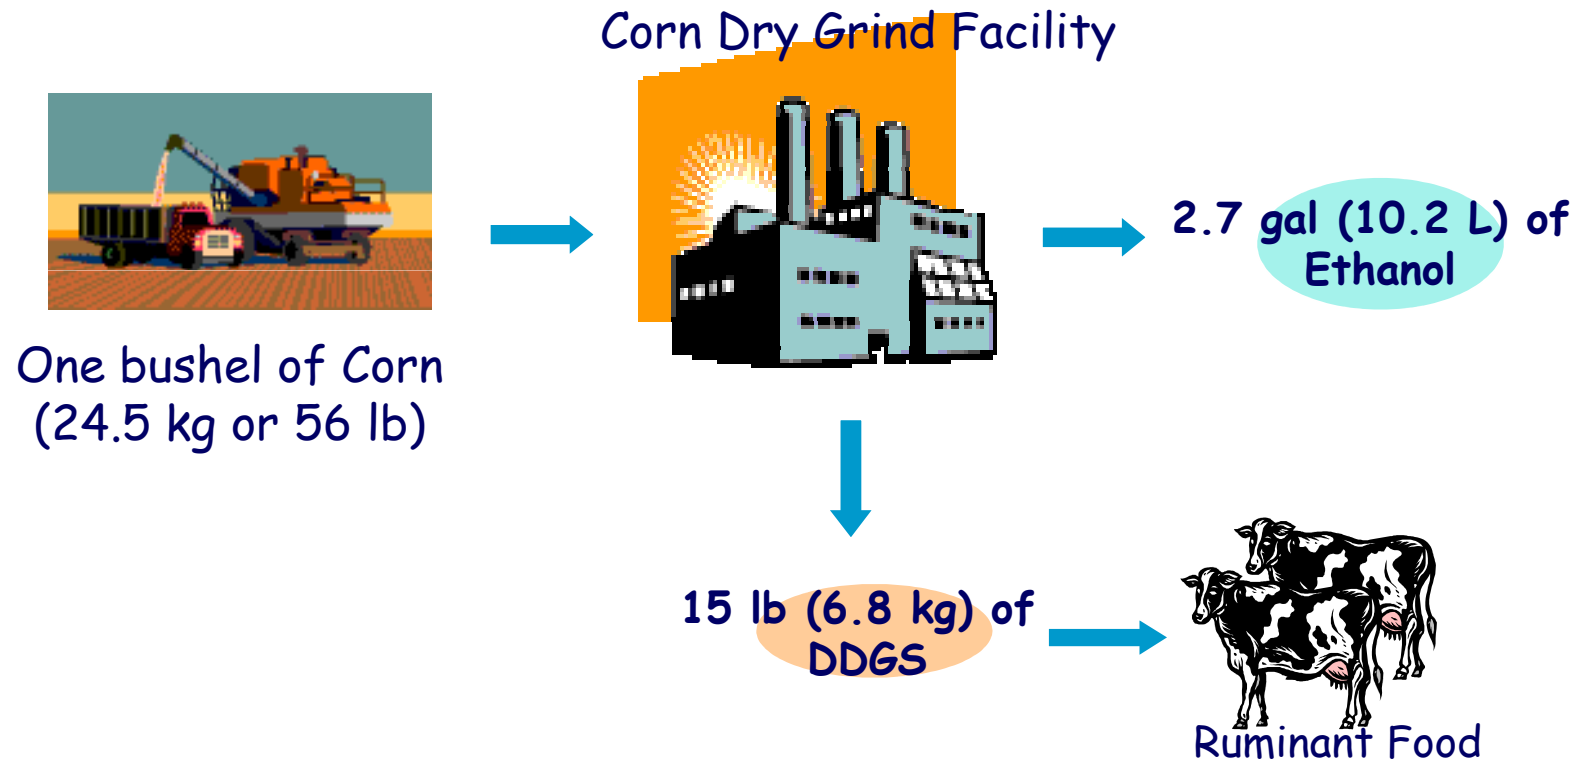 Corn Dry Grind Facility
One bushel of Corn
(24.5 kg or 56 lb)
2.7 gal (10.2 L) of
Ethanol
15 lb (6.8 kg) of
DDGS
Ruminant Food